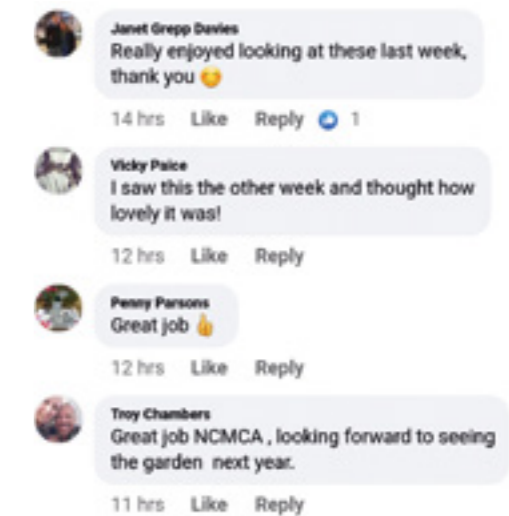 Janet Grepp Davies
Really enjoyed looking at these last week,
thank you 😊
14 hrs Like Reply 1
Vicky Paice
I saw this the other week and thought how
lovely it was!
12 hrs Like Reply
Penny Parsons
Great job 👍
12 hrs Like Reply
Troy Chambers
Great job NCMCA , looking forward to seeing
the garden next year.
11 hrs Like Reply